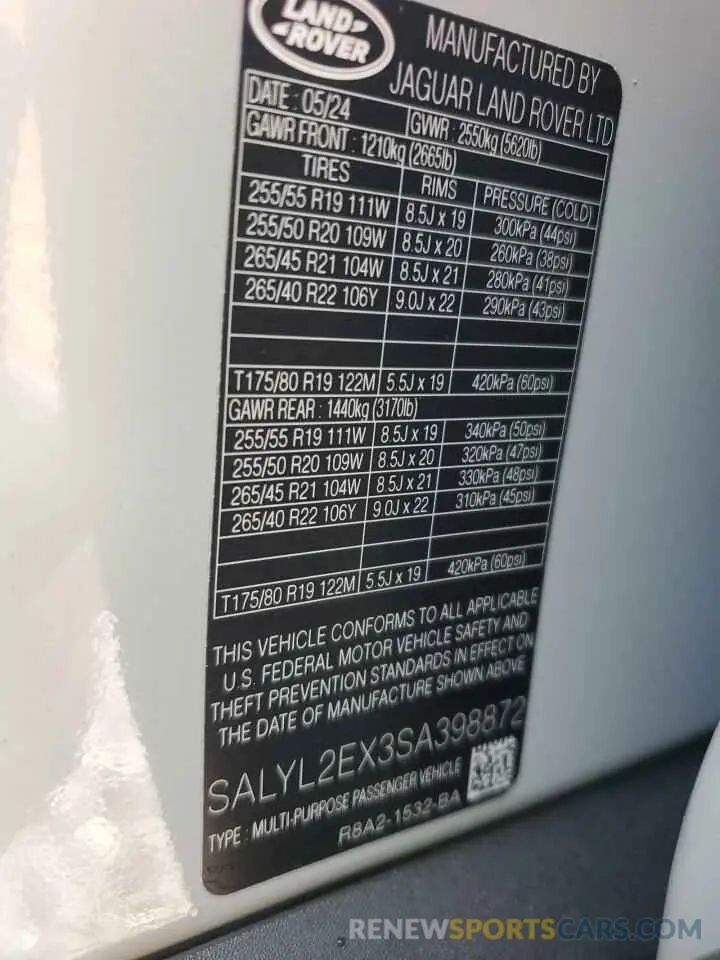 LAND-
-ROVER
MANUFACTURED BY
JAGUAR LAND ROVER LTD
DATE : 05/24
GVWR : 2550kg (5620lb)
GAWR FRONT : 1210kg (2665lb)
TIRES RIMS PRESSURE (COLD)
255/55 R19 111W 8.5J x 19 300kPa (44psi)
255/50 R20 109W 8.5J x 20 260kPa (38psi)
265/45 R21 104W 8.5J x 21 280kPa (41psi)
265/40 R22 106Y 9.0J x 22 290kPa (43psi)
T175/80 R19 122M 5.5J x 19 420kPa (60psi)
GAWR REAR : 1440kg (3170lb)
255/55 R19 111W 8.5J x 19 340kPa (50psi)
255/50 R20 109W 8.5J x 20 320kPa (47psi)
265/45 R21 104W 8.5J x 21 330kPa (48psi)
265/40 R22 106Y 9.0J x 22 310kPa (45psi)
T175/80 R19 122M 5.5J x 19 420kPa (60psi)
THIS VEHICLE CONFORMS TO ALL APPLICABLE
U.S. FEDERAL MOTOR VEHICLE SAFETY AND
THEFT PREVENTION STANDARDS IN EFFECT ON
THE DATE OF MANUFACTURE SHOWN ABOVE
SALYL2EX3SA398872
TYPE : MULTI-PURPOSE PASSENGER VEHICLE
R8A2-1532-BA
RENEWSPORTSCARS.COM